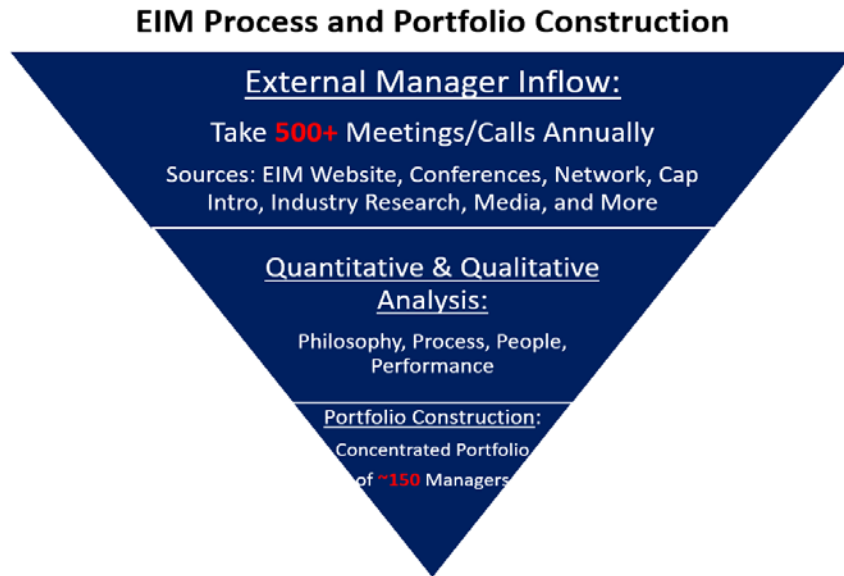 EIM Process and Portfolio Construction
External Manager Inflow:
Take 500+ Meetings/Calls Annually
Sources: EIM Website, Conferences, Network, Cap
Intro, Industry Research, Media, and More
Quantitative & Qualitative
Analysis:
Philosophy, Process, People,
Performance
Portfolio Construction:
Concentrated Portfolio
of ~150 Managers